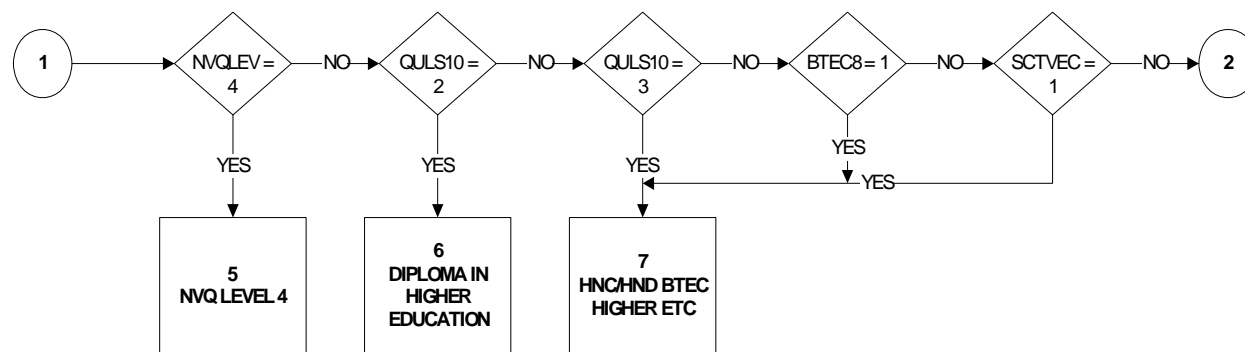 1
NVQLEV =
4
NO
QULS10 =
2
NO
QULS10 =
3
NO
BTEC8 = 1
NO
SCTVEC =
1
NO
2
YES
YES
YES
YES
YES
5
NVQ LEVEL 4
6
DIPLOMA IN
HIGHER
EDUCATION
7
HNC/HND BTEC
HIGHER ETC